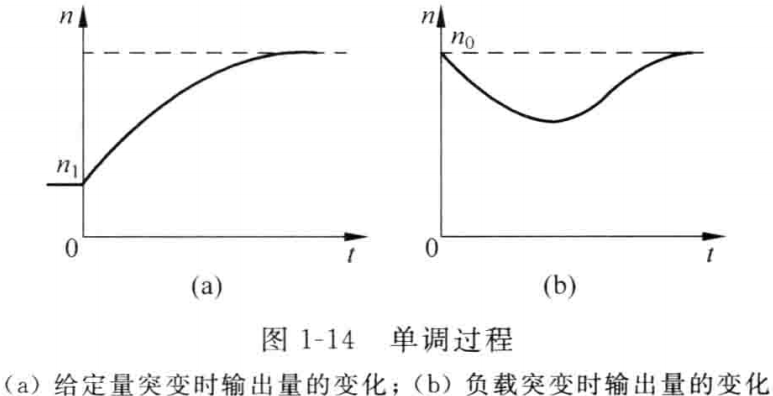 n
n₁
0
t
(a)
n
n₀
0
t
(b)
图 1-14 单调过程
(a) 给定量突变时输出量的变化;(b) 负载突变时输出量的变化